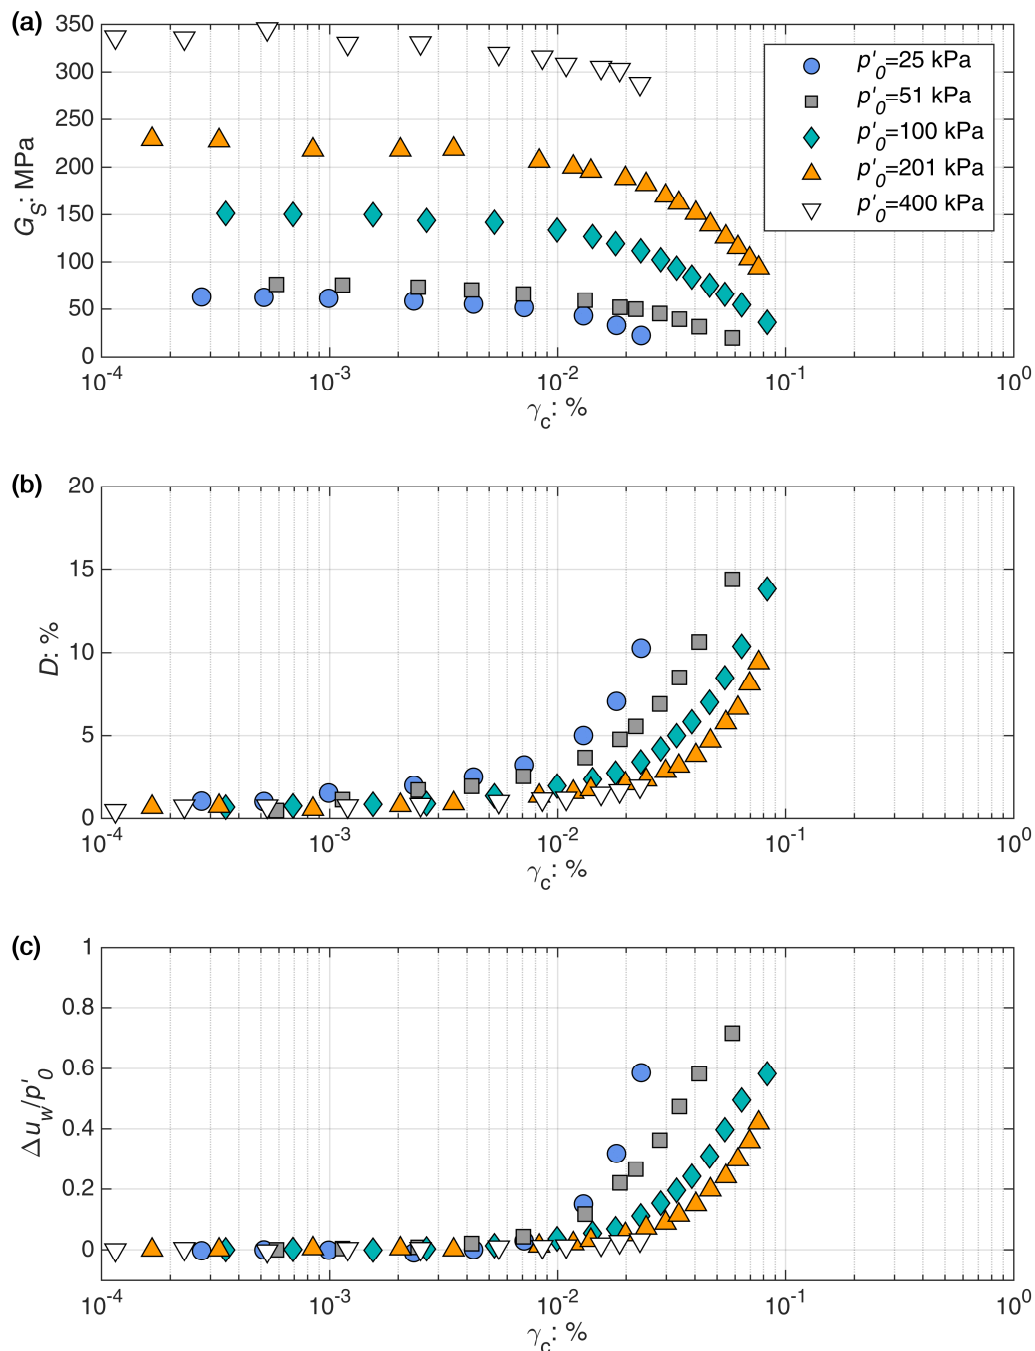 (a)
350
300
250
200
150
100
50
0
G_S: MPa
p'_0=25 kPa
p'_0=51 kPa
p'_0=100 kPa
p'_0=201 kPa
p'_0=400 kPa
10^-4 10^-3 10^-2 10^-1 10^0
γ_c: %
(b)
20
15
10
5
0
D: %
10^-4 10^-3 10^-2 10^-1 10^0
γ_c: %
(c)
1
0.8
0.6
0.4
0.2
0
Δu_w/p'_0
10^-4 10^-3 10^-2 10^-1 10^0
γ_c: %